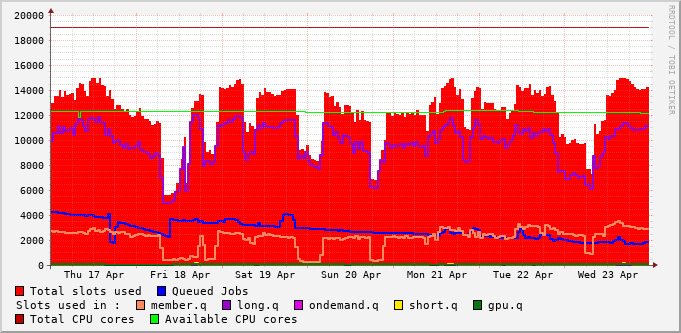 20000
18000
16000
14000
12000
10000
8000
6000
4000
2000
0
Thu 17 Apr Fri 18 Apr Sat 19 Apr Sun 20 Apr Mon 21 Apr Tue 22 Apr Wed 23 Apr
Total slots used Queued Jobs
Slots used in : member.q long.q ondemand.q short.q gpu.q
Total CPU cores Available CPU cores
RRDTOOL / TOBI OETIKER